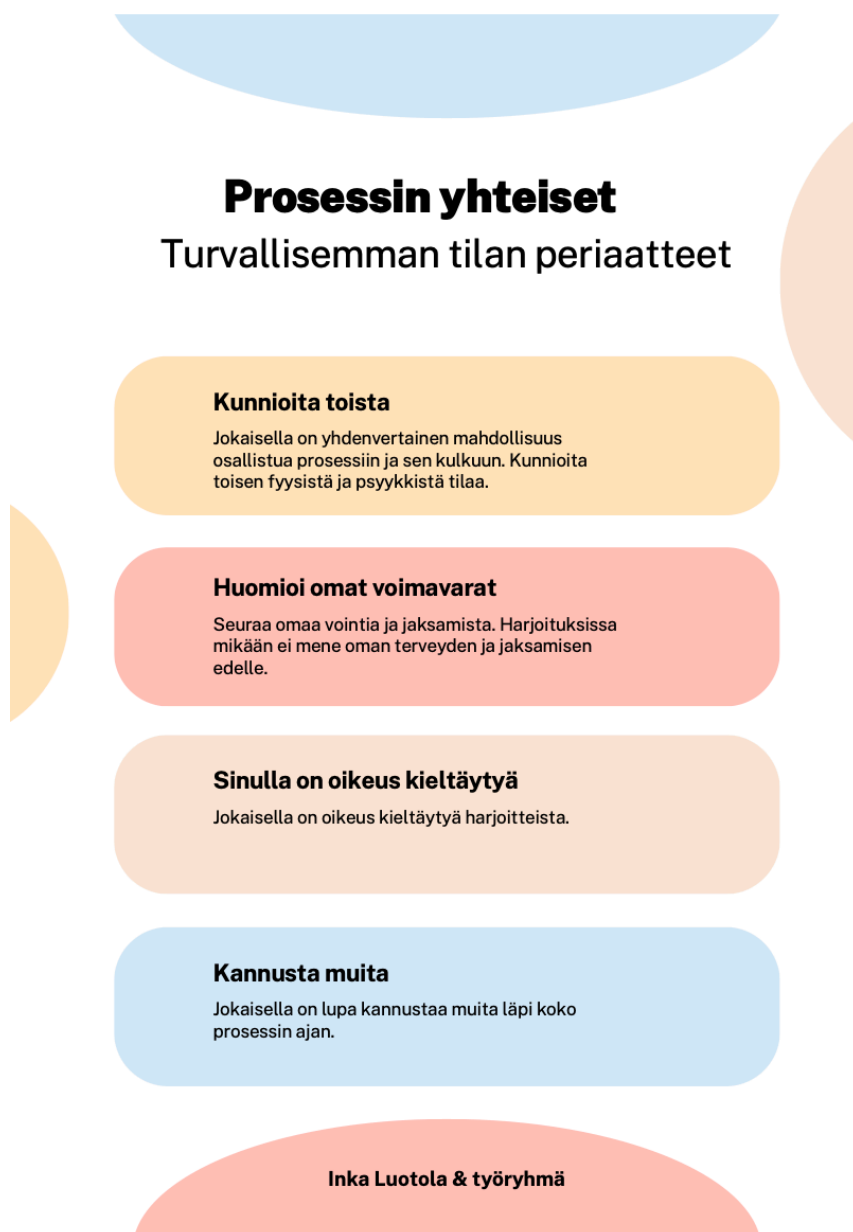 Prosessin yhteiset
Turvallisemman tilan periaatteet
Kunnioita toista
Jokaisella on yhdenvertainen mahdollisuus
osallistua prosessiin ja sen kulkuun. Kunnioita
toisen fyysistä ja psyykkistä tilaa.
Huomioi omat voimavarat
Seuraa omaa vointia ja jaksamista. Harjoituksissa
mikään ei mene oman terveyden ja jaksamisen
edelle.
Sinulla on oikeus kieltäytyä
Jokaisella on oikeus kieltäytyä harjoitteista.
Kannusta muita
Jokaisella on lupa kannustaa muita läpi koko
prosessin ajan.
Inka Luotola & työryhmä